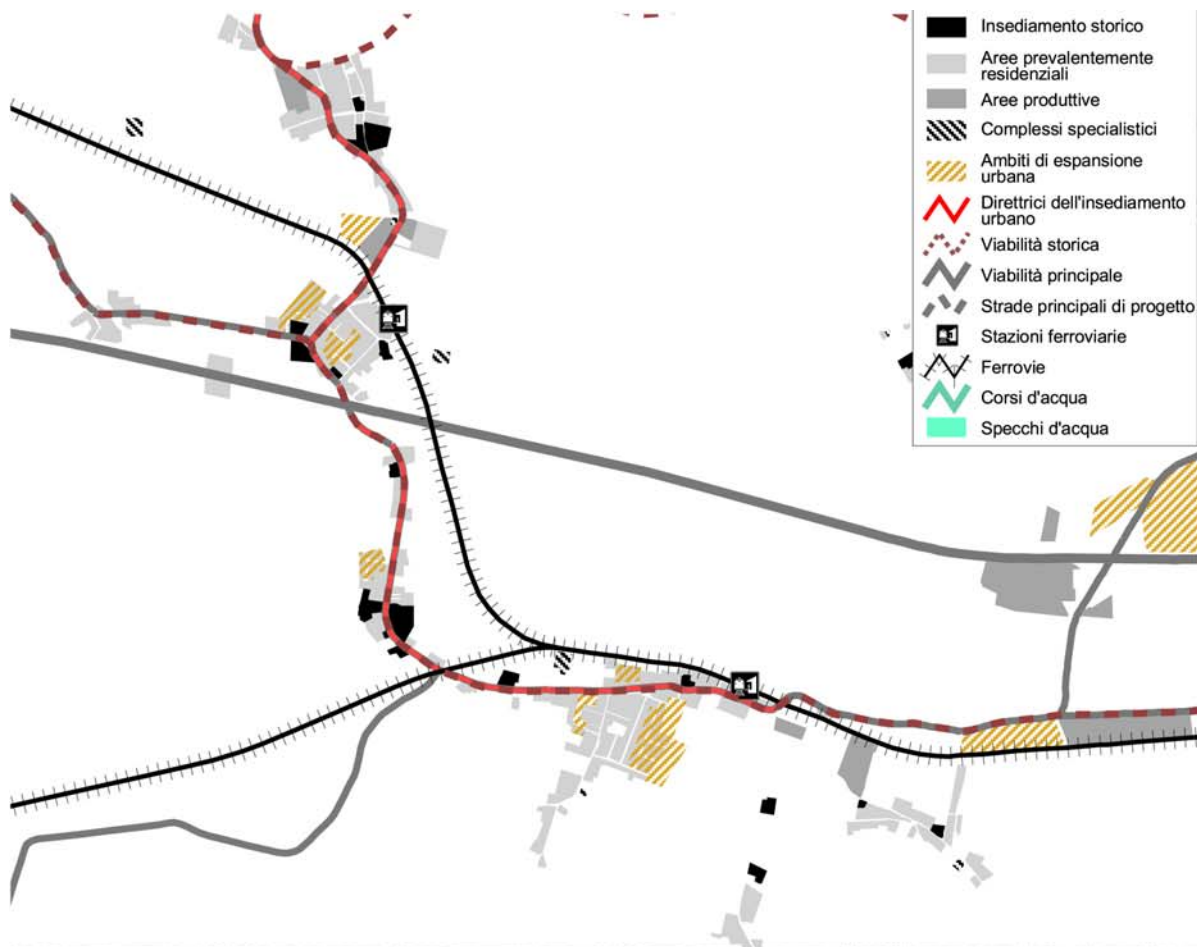 Insediamento storico
Aree prevalentemente
residenziali
Aree produttive
Complessi specialistici
Ambiti di espansione
urbana
Direttrici dell'insediamento
urbano
Viabilità storica
Viabilità principale
Strade principali di progetto
Stazioni ferroviarie
Ferrovie
Corsi d'acqua
Specchi d'acqua